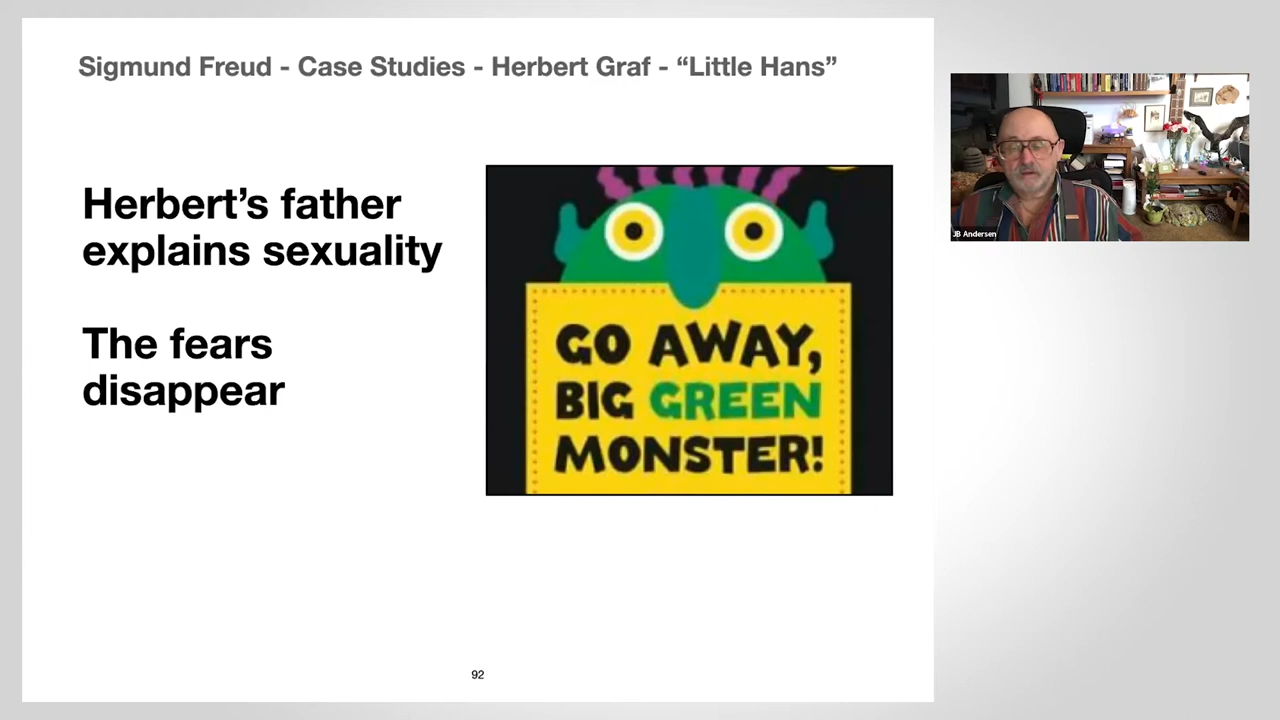 Sigmund Freud - Case Studies - Herbert Graf - “Little Hans”
Herbert’s father
explains sexuality
The fears
disappear
GO AWAY,
BIG GREEN
MONSTER!
JB Andersen
92